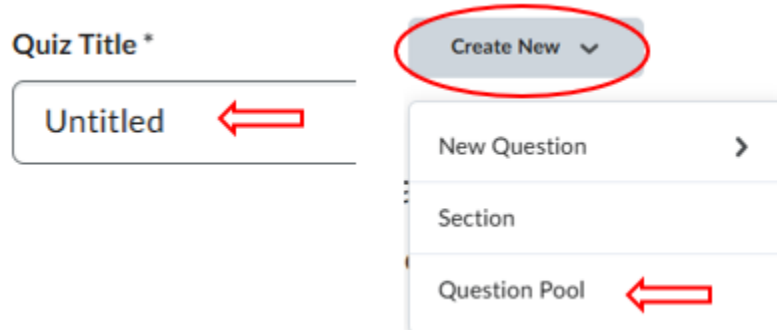 Quiz Title *
Untitled
Create New
New Question
Section
Question Pool